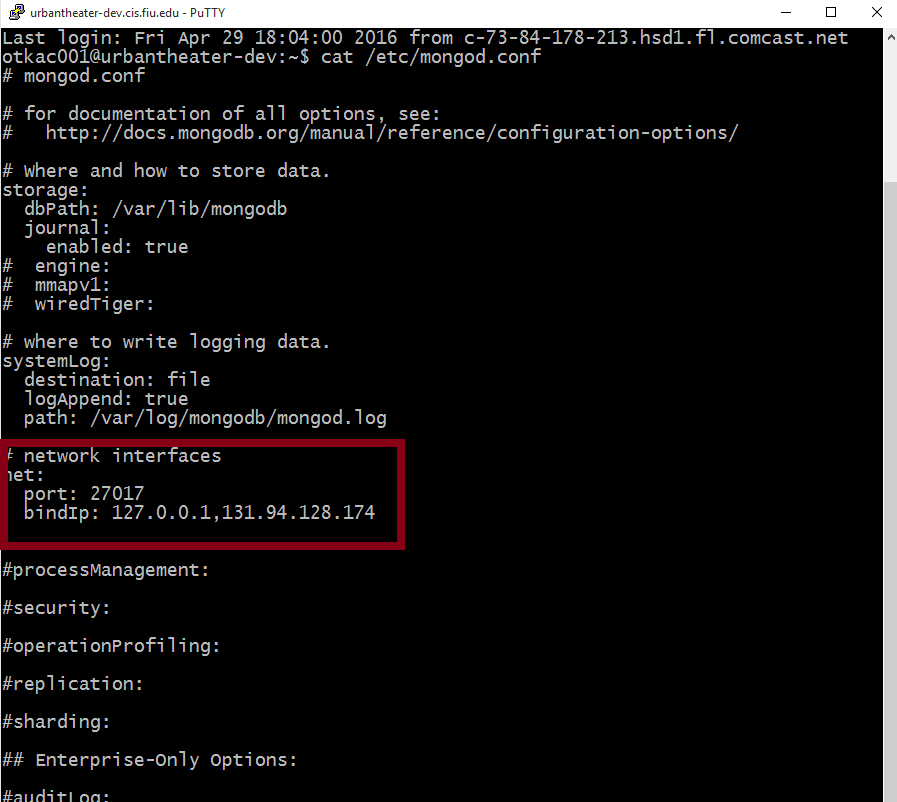 urbantheater-dev.cis.fiu.edu - PuTTY
Last login: Fri Apr 29 18:04:00 2016 from c-73-84-178-213.hsd1.fl.comcast.net
otkac001@urbantheater-dev:~$ cat /etc/mongod.conf
# mongod.conf
# for documentation of all options, see:
#   http://docs.mongodb.org/manual/reference/configuration-options/
# Where and how to store data.
storage:
  dbPath: /var/lib/mongodb
  journal:
    enabled: true
#  engine:
#  mmapv1:
#  wiredTiger:
# where to write logging data.
systemLog:
  destination: file
  logAppend: true
  path: /var/log/mongodb/mongod.log
# network interfaces
net:
  port: 27017
  bindIp: 127.0.0.1,131.94.128.174
#processManagement:
#security:
#operationProfiling:
#replication:
#sharding:
## Enterprise-Only Options:
#auditLog: